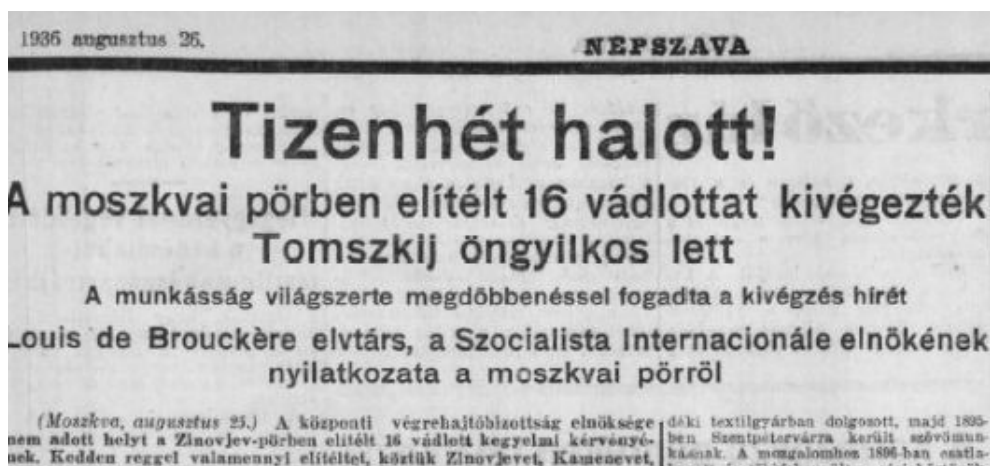 1936 augusztus 26.
NÉPSZAVA
Tizenhét halott!
A moszkvai pörben elítélt 16 vádlottat kivégezték
Tomszkij öngyilkos lett
A munkásság világszerte megdöbbenéssel fogadta a kivégzés hírét
Louis de Brouckère elvtárs, a Szocialista Internacionále elnökének
nyilatkozata a moszkvai pörről
(Moszkva, augusztus 25.) A központi végrehajtóbizottság elnöksége
nem adott helyt a Zinovjev-pörben elítélt 16 vádlott kegyelmi kérvényé-
nek. Kedden reggel valamennyi elítéltet, köztük Zinovjevet, Kamenevet,
déki textilgyárban dolgozott, majd 1895-
ben Szentpétervárra került szövőmun-
kásnak. A mozgalomhoz 1896-ban csatla-